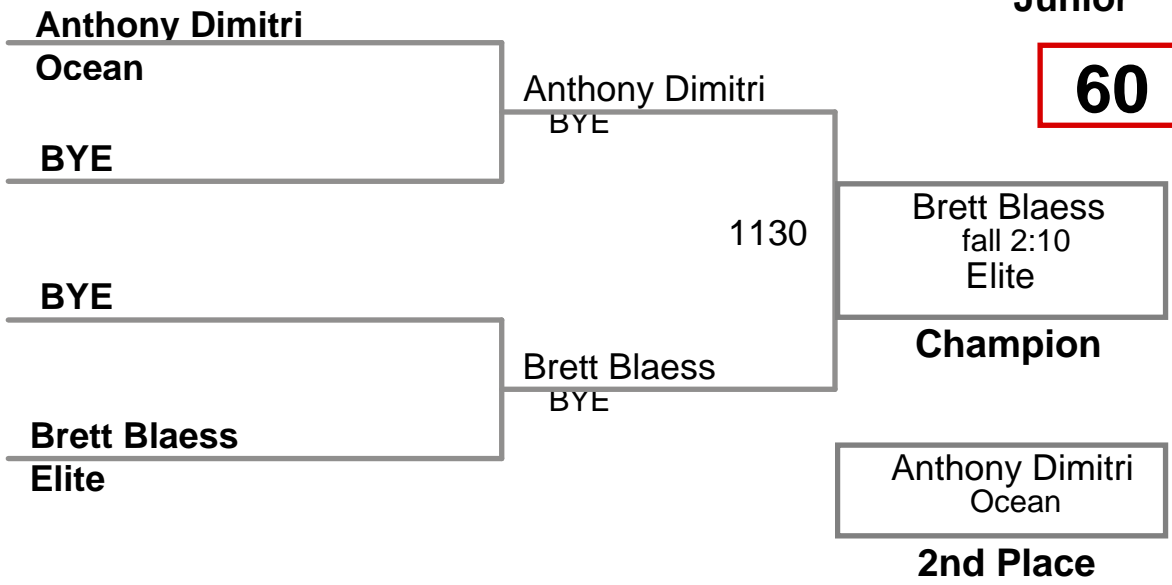 Junior
60
Anthony Dimitri
Ocean
Anthony Dimitri
BYE
BYE
1130
Brett Blaess
fall 2:10
Elite
Champion
BYE
Brett Blaess
BYE
Brett Blaess
Elite
Anthony Dimitri
Ocean
2nd Place